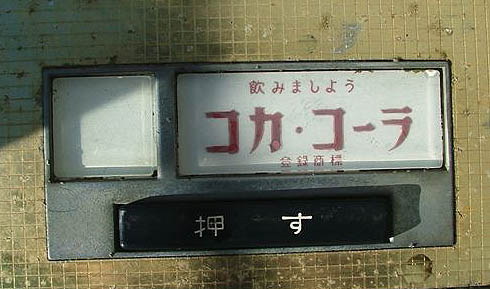 飲みましよう
コカ・コーラ
登録商標
押す